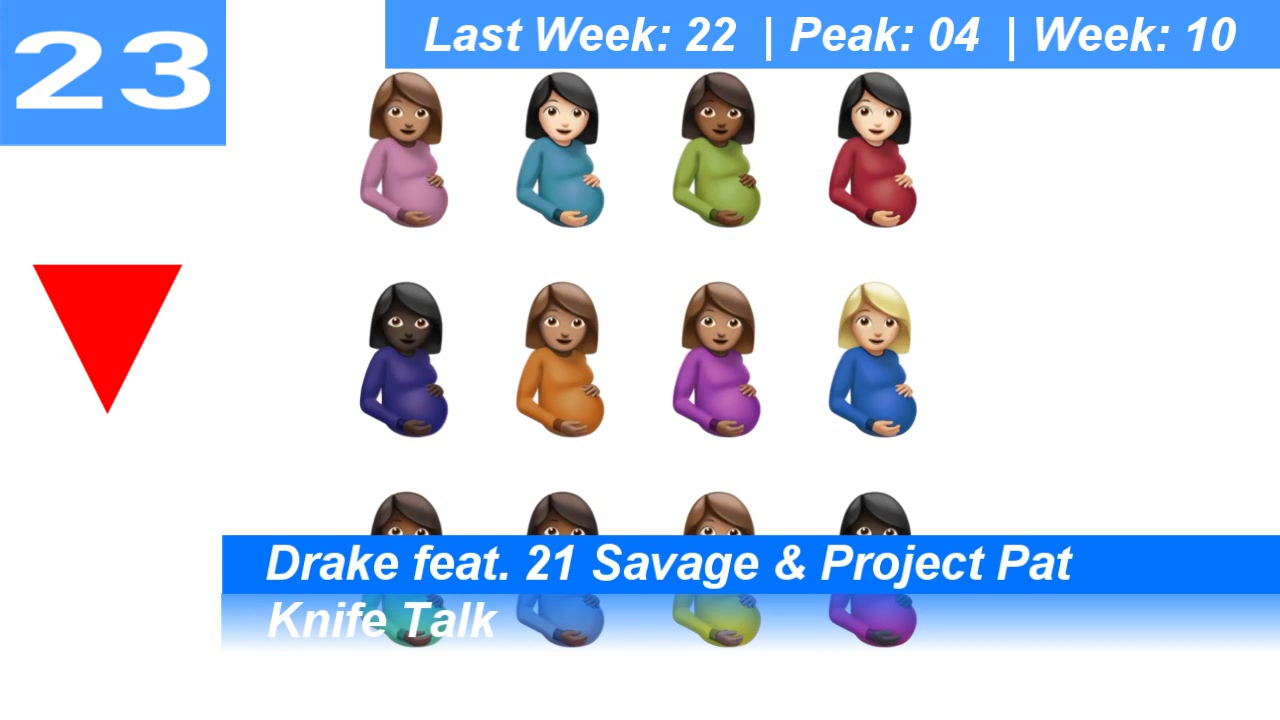 23
Last Week: 22 | Peak: 04 | Week: 10
Drake feat. 21 Savage & Project Pat
Knife Talk